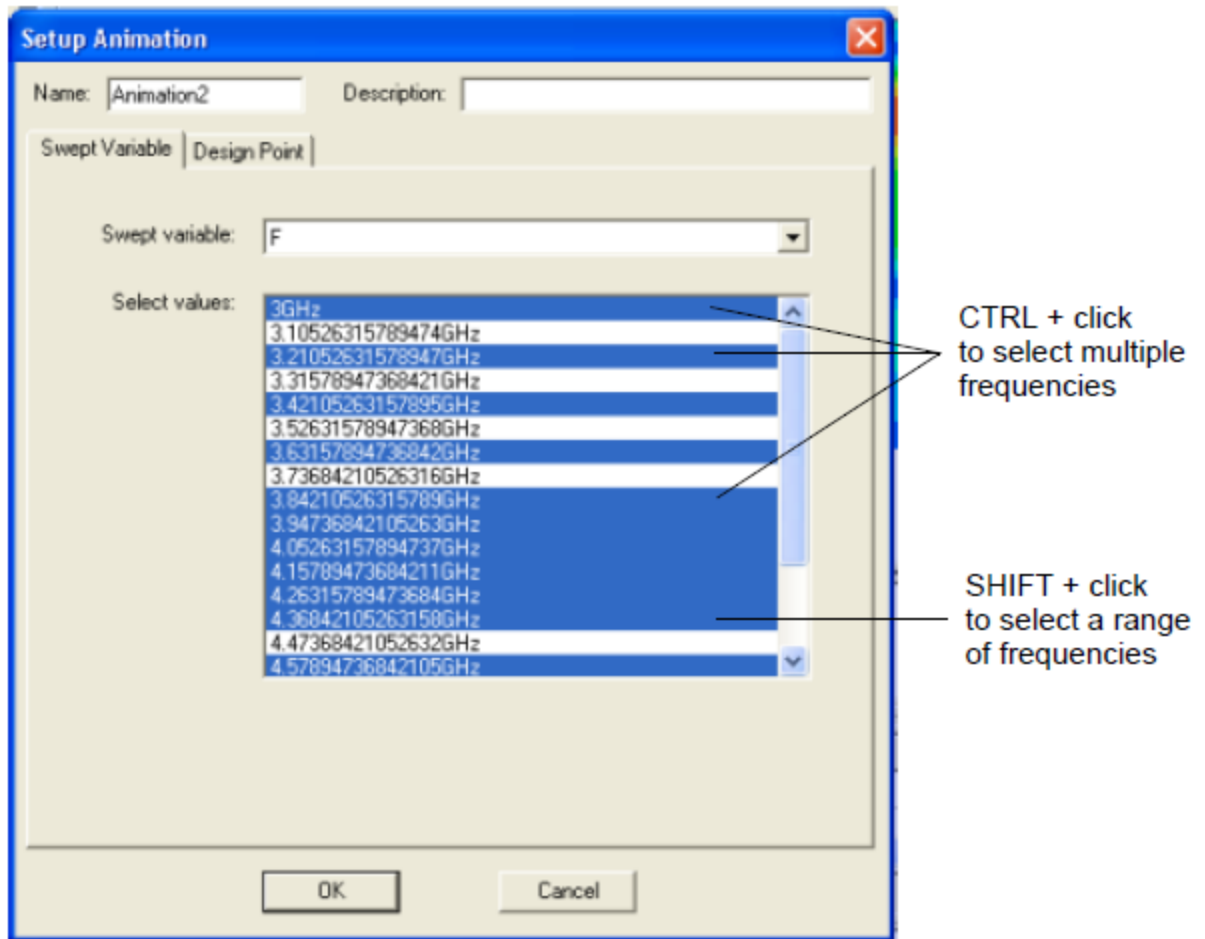 Setup Animation
Name: Animation2 Description:
Swept Variable Design Point
Swept variable: F
Select values:
3GHz
3.10526315789474GHz
3.21052631578947GHz
3.31578947368421GHz
3.42105263157895GHz
3.52631578947368GHz
3.63157894736842GHz
3.73684210526316GHz
3.84210526315789GHz
3.94736842105263GHz
4.05263157894737GHz
4.15789473684211GHz
4.26315789473684GHz
4.36842105263158GHz
4.47368421052632GHz
4.57894736842105GHz
OK Cancel
CTRL + click
to select multiple
frequencies
SHIFT + click
to select a range
of frequencies